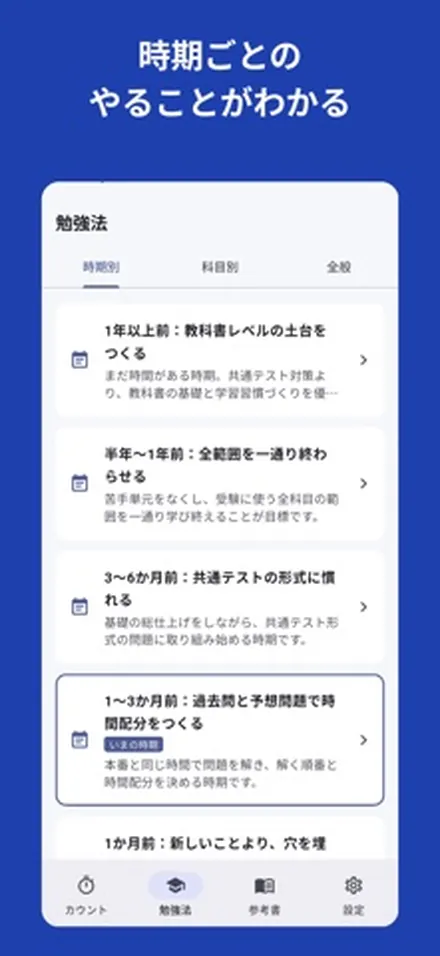 時期ごとの
やることがわかる
勉強法
時期別 科目別 全般
1年以上前：教科書レベルの土台を
つくる
まだ時間がある時期。共通テスト対策よ
り、教科書の基礎と学習習慣づくりを優…
半年〜1年前：全範囲を一通り終わ
らせる
苦手単元をなくし、受験に使う全科目の範
囲を一通り学び終えることが目標です。
3〜6か月前：共通テストの形式に慣
れる
基礎の総仕上げをしながら、共通テスト形
式の問題に取り組み始める時期です。
1〜3か月前：過去問と予想問題で時
間配分をつくる
いまの時期
本番と同じ時間で問題を解き、解く順番と
時間配分を決める時期です。
1か月前：新しいことより、穴を埋
カウント 勉強法 参考書 設定